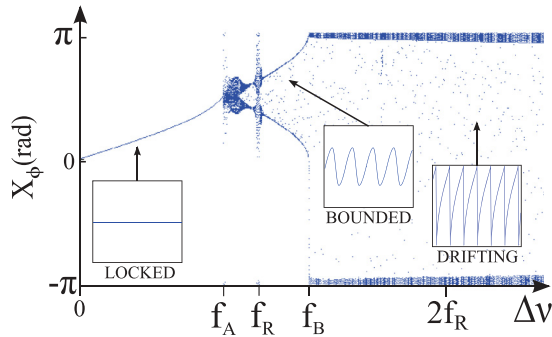 π
X_ϕ(rad)
0
-π
LOCKED
BOUNDED
DRIFTING
0
f_A
f_R
f_B
2f_R
Δν